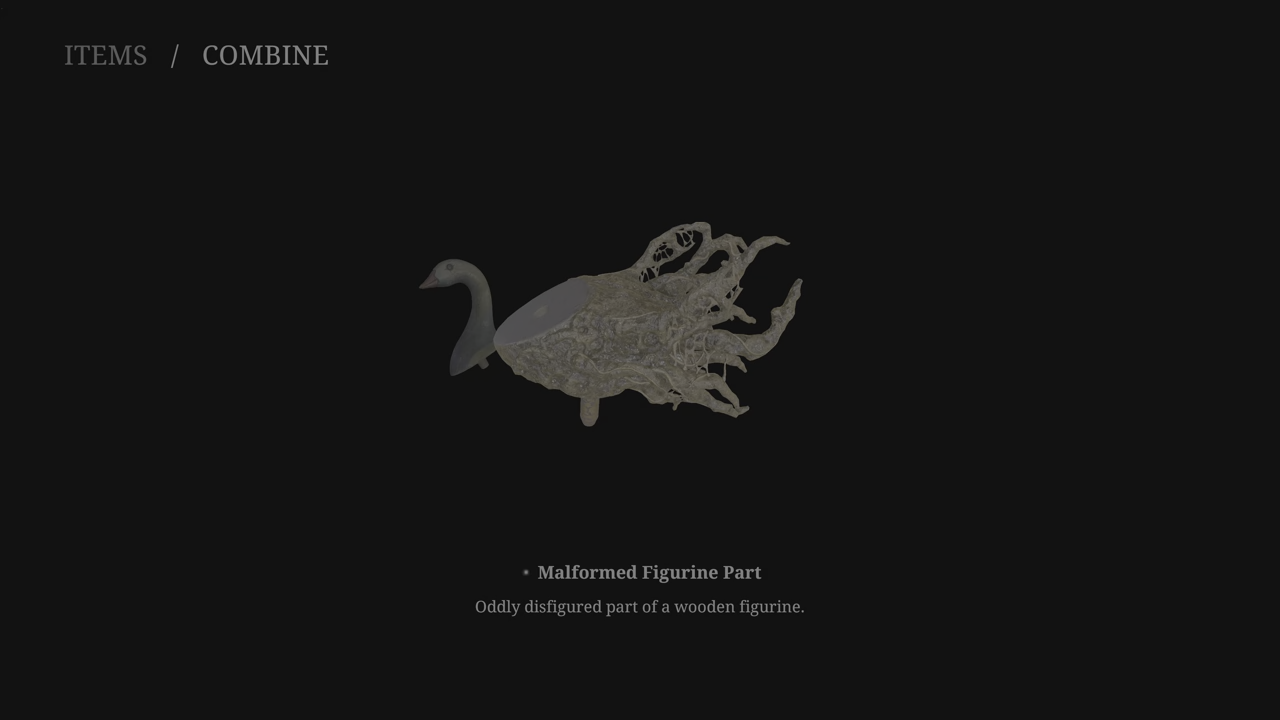 ITEMS / COMBINE
Malformed Figurine Part
Oddly disfigured part of a wooden figurine.